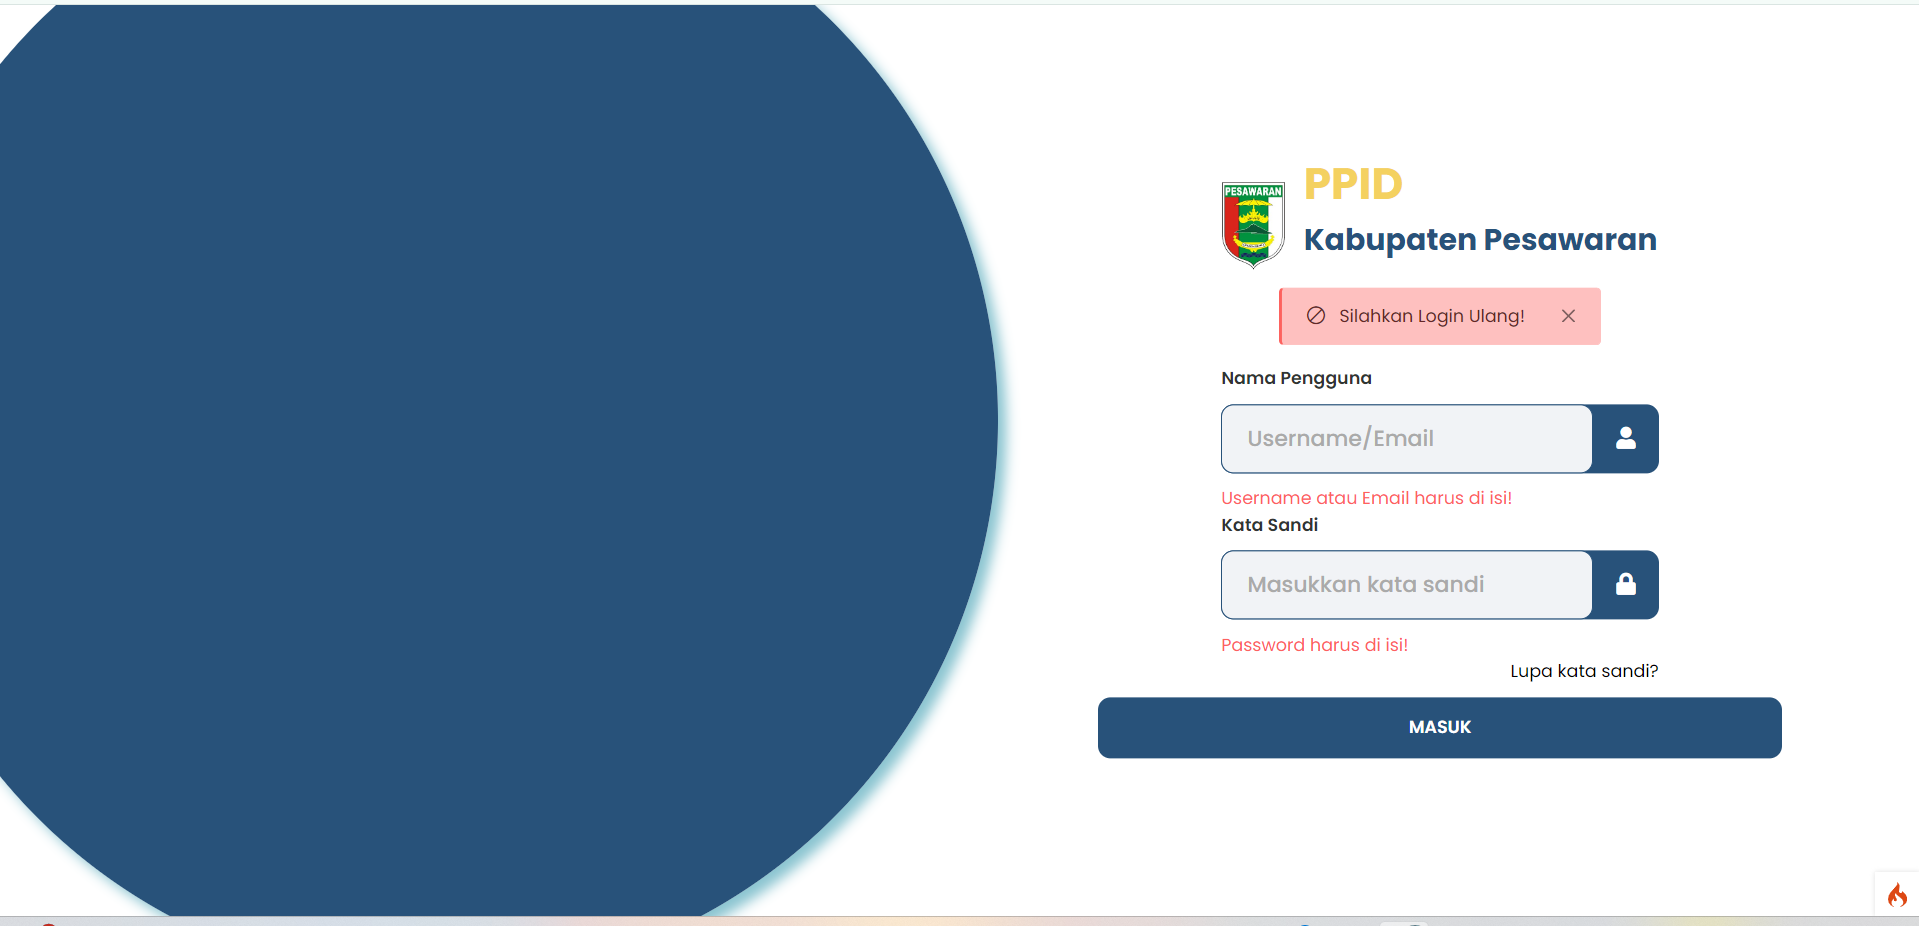 PESAWARAN
PPID
Kabupaten Pesawaran
Silahkan Login Ulang!
Nama Pengguna
Username/Email
Username atau Email harus di isi!
Kata Sandi
Masukkan kata sandi
Password harus di isi!
Lupa kata sandi?
MASUK